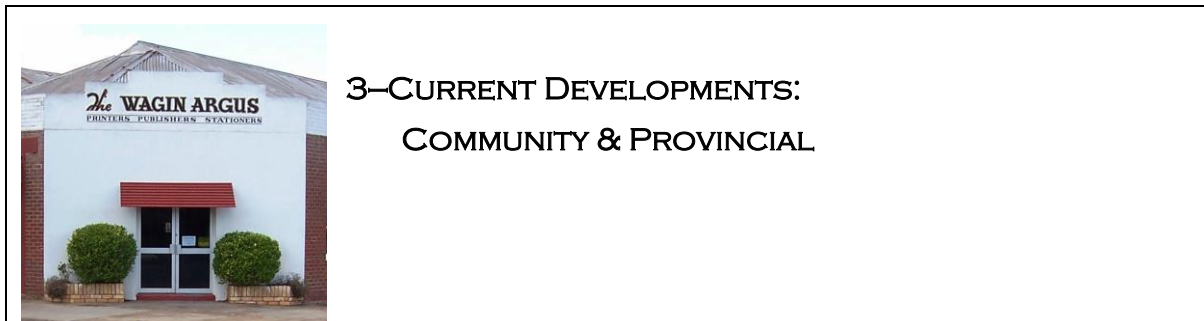 The WAGIN ARGUS
PRINTERS PUBLISHERS STATIONERS
3–CURRENT DEVELOPMENTS:
COMMUNITY & PROVINCIAL